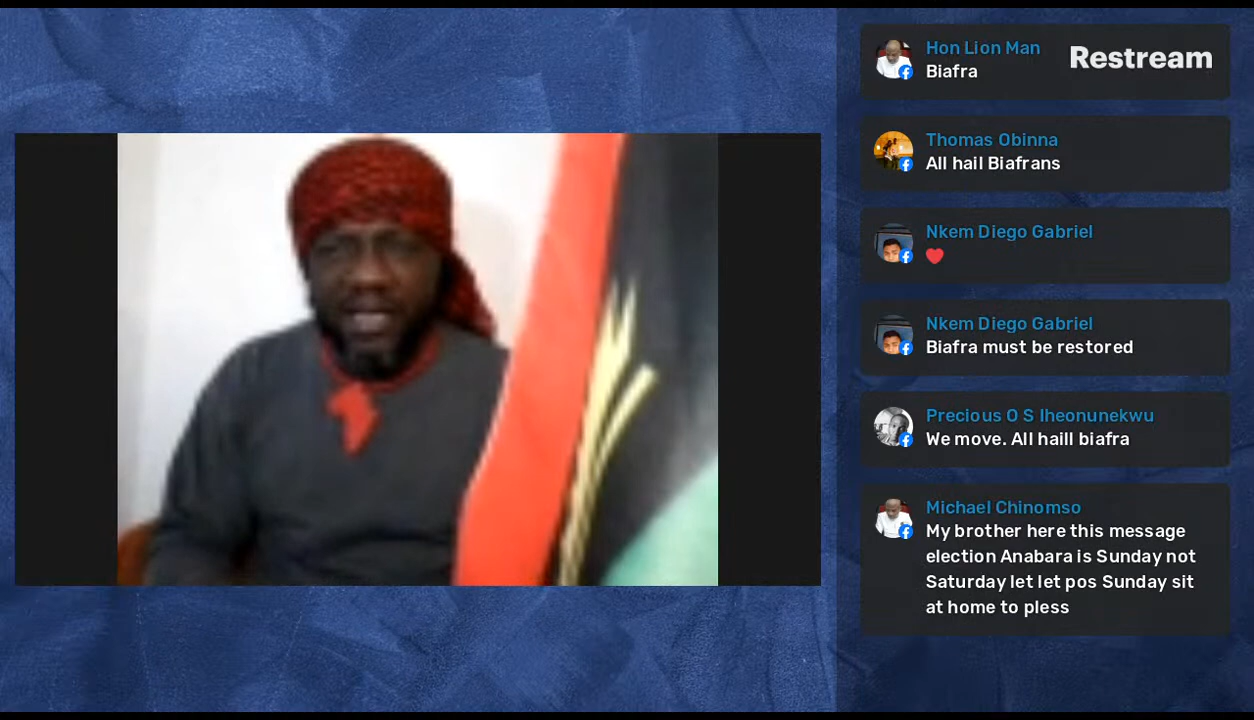 Hon Lion Man
Restream
Biafra
Thomas Obinna
All hail Biafrans
Nkem Diego Gabriel
Nkem Diego Gabriel
Biafra must be restored
Precious O S Iheonunekwu
We move. All haill biafra
Michael Chinomso
My brother here this message
election Anabara is Sunday not
Saturday let let pos Sunday sit
at home to pless